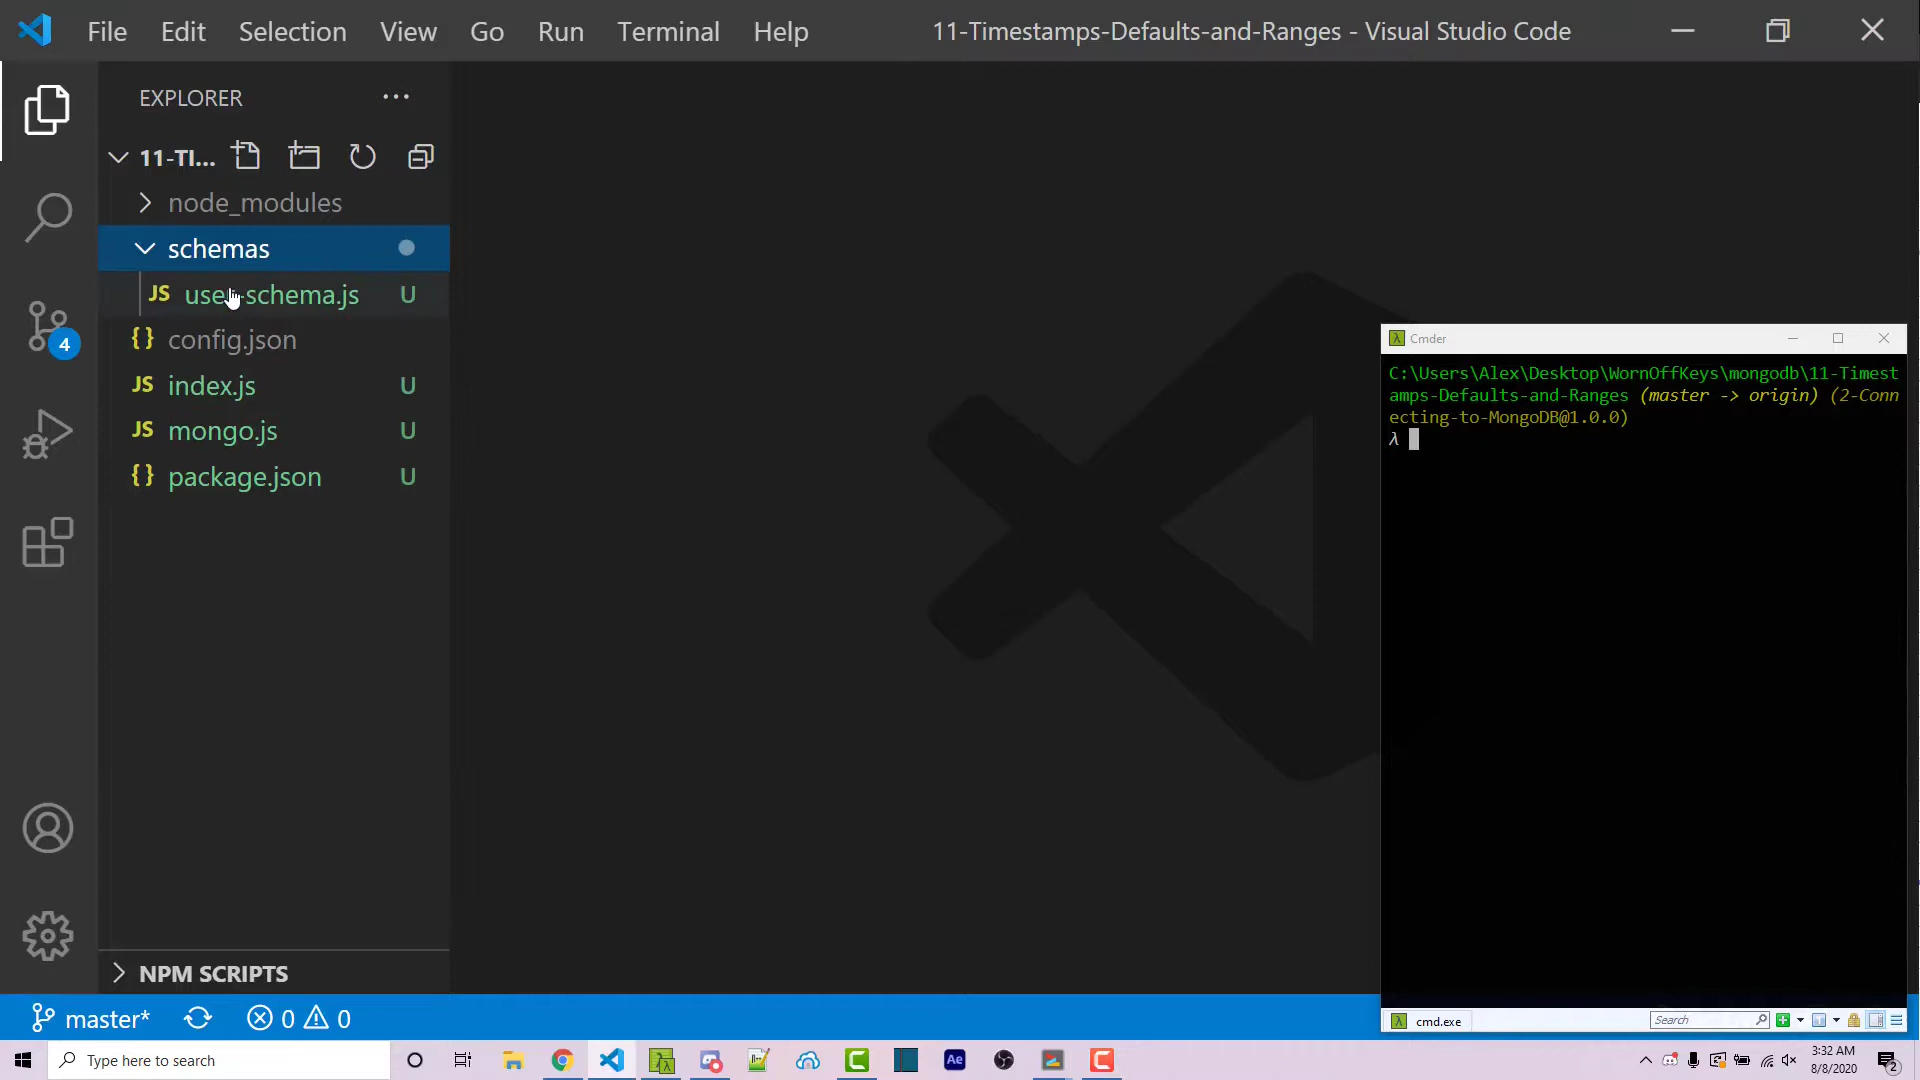 File Edit Selection View Go Run Terminal Help 11-Timestamps-Defaults-and-Ranges - Visual Studio Code
EXPLORER
11-TI...
node_modules
schemas
JS user-schema.js U
{} config.json
JS index.js U
JS mongo.js U
{} package.json U
4
NPM SCRIPTS
master* 0 0
λ Cmder
C:\Users\Alex\Desktop\WornOffKeys\mongodb\11-Timest
amps-Defaults-and-Ranges (master -> origin) (2-Conn
ecting-to-MongoDB@1.0.0)
λ
λ cmd.exe Search
Type here to search
Ae
3:32 AM
8/8/2020
2